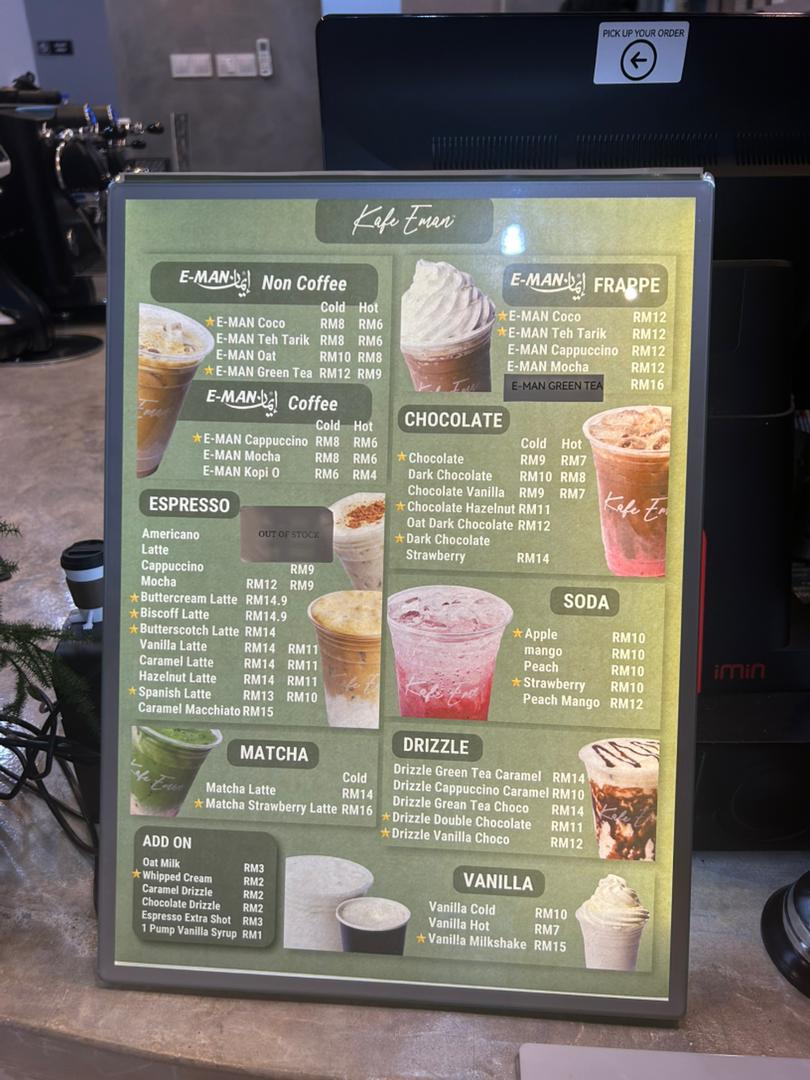 PICK UP YOUR ORDER
Kafe Eman
E-MAN Non Coffee
Cold Hot
E-MAN Coco RM8 RM6
E-MAN Teh Tarik RM8 RM6
E-MAN Oat RM10 RM8
E-MAN Green Tea RM12 RM9
E-MAN Coffee
Cold Hot
E-MAN Cappuccino RM8 RM6
E-MAN Mocha RM8 RM6
E-MAN Kopi O RM6 RM4
ESPRESSO
OUT OF STOCK
Americano
Latte
Cappuccino RM9
Mocha RM12 RM9
Buttercream Latte RM14.9
Biscoff Latte RM14.9
Butterscotch Latte RM14
Vanilla Latte RM14 RM11
Caramel Latte RM14 RM11
Hazelnut Latte RM14 RM11
Spanish Latte RM13 RM10
Caramel Macchiato RM15
MATCHA
Cold
Matcha Latte RM14
Matcha Strawberry Latte RM16
ADD ON
Oat Milk RM3
Whipped Cream RM2
Caramel Drizzle RM2
Chocolate Drizzle RM2
Espresso Extra Shot RM3
1 Pump Vanilla Syrup RM1
E-MAN FRAPPE
E-MAN Coco RM12
E-MAN Teh Tarik RM12
E-MAN Cappuccino RM12
E-MAN Mocha RM12
E-MAN GREEN TEA RM16
CHOCOLATE
Cold Hot
Chocolate RM9 RM7
Dark Chocolate RM10 RM8
Chocolate Vanilla RM9 RM7
Chocolate Hazelnut RM11
Oat Dark Chocolate RM12
Dark Chocolate
Strawberry RM14
SODA
Apple RM10
mango RM10
Peach RM10
Strawberry RM10
Peach Mango RM12
DRIZZLE
Drizzle Green Tea Caramel RM14
Drizzle Cappuccino Caramel RM10
Drizzle Grean Tea Choco RM14
Drizzle Double Chocolate RM11
Drizzle Vanilla Choco RM12
VANILLA
Vanilla Cold RM10
Vanilla Hot RM7
Vanilla Milkshake RM15
imin